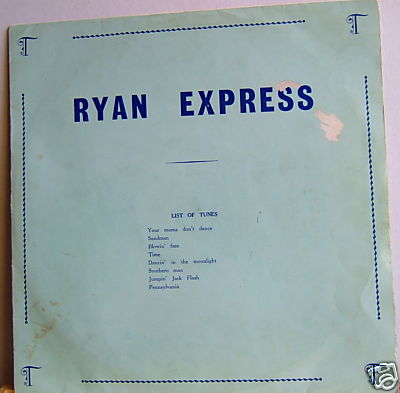 T T
RYAN EXPRESS
LIST OF TUNES
Your mama don't dance
Sandman
Blowin' free
Time
Dancin' in the moonlight
Southern man
Jumpin' Jack Flash
Pennsylvania
T T